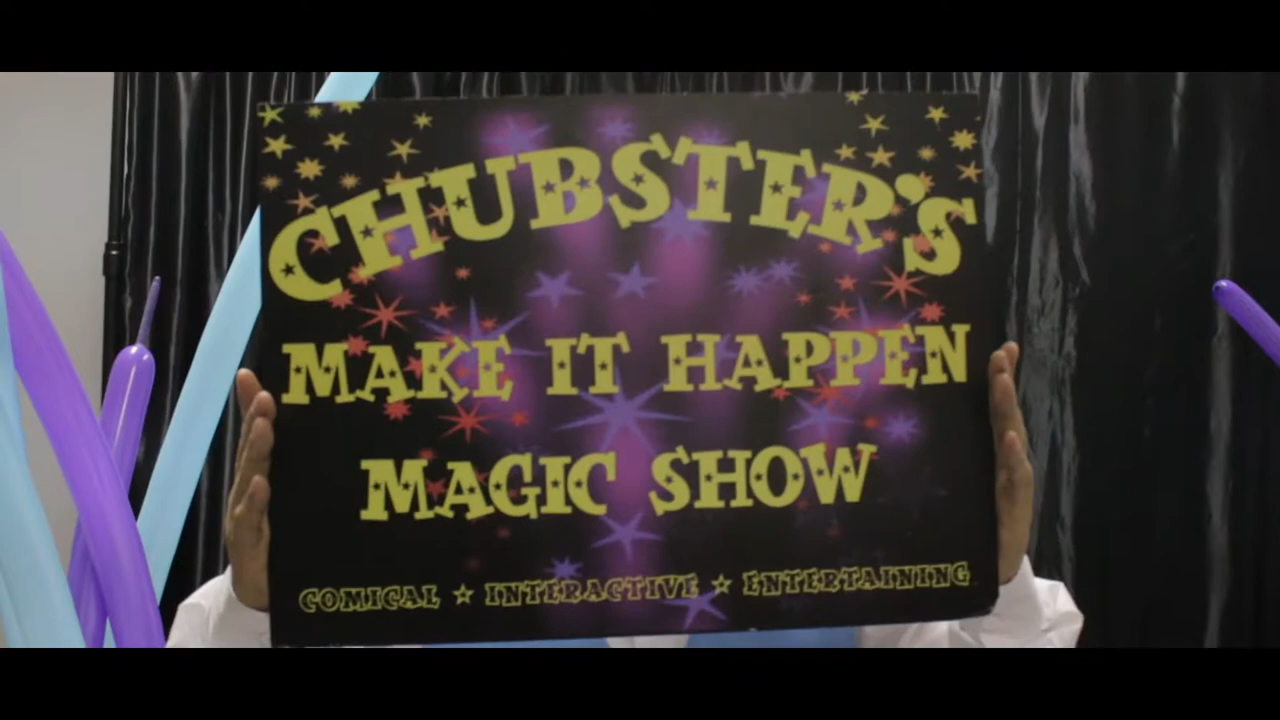 CHUBSTER'S
MAKE IT HAPPEN
MAGIC SHOW
COMICAL ☆ INTERACTIVE ☆ ENTERTAINING